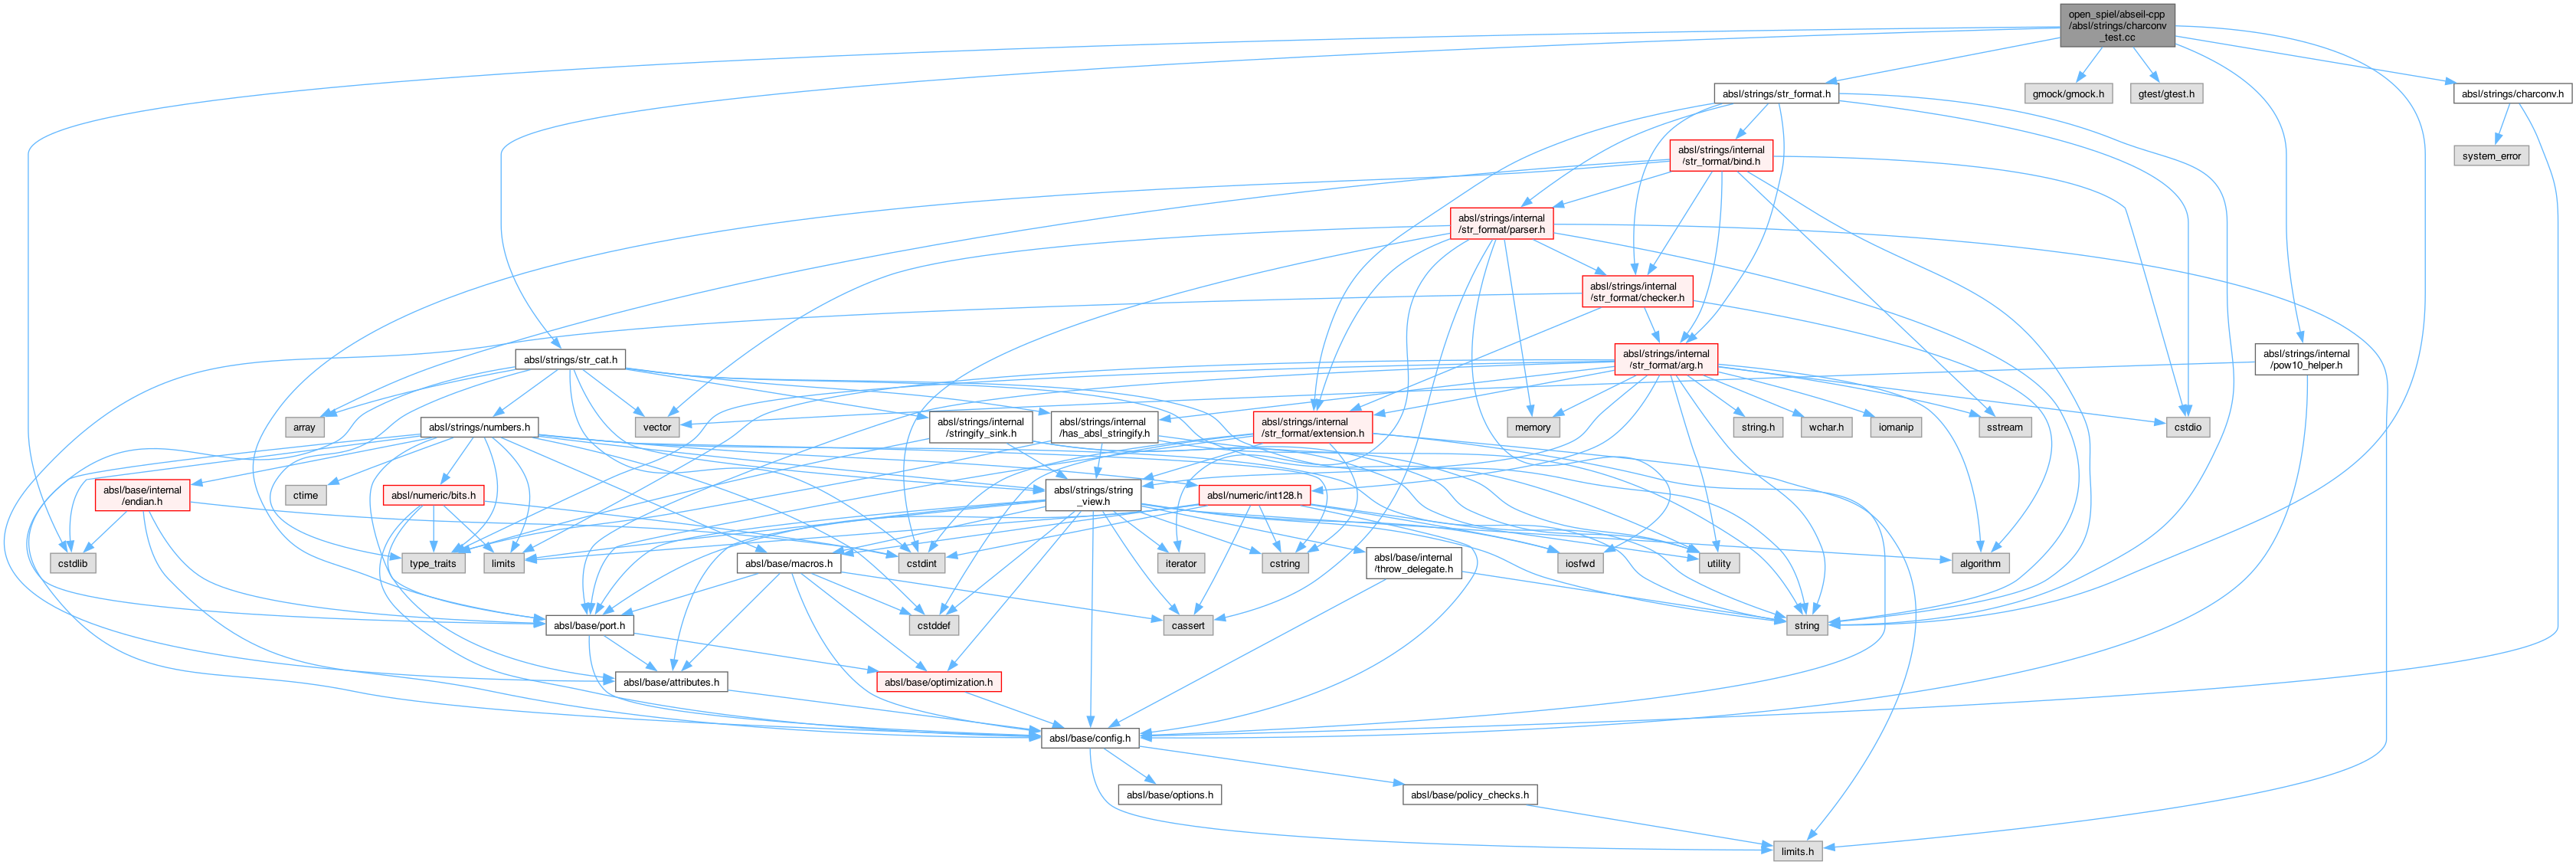 open_spiel/abseil-cpp
/absl/strings/charconv
_test.cc
absl/strings/str_format.h
gmock/gmock.h
gtest/gtest.h
absl/strings/charconv.h
absl/strings/internal
/str_format/bind.h
system_error
absl/strings/internal
/str_format/parser.h
absl/strings/internal
/str_format/checker.h
absl/strings/str_cat.h
absl/strings/internal
/str_format/arg.h
absl/strings/internal
/pow10_helper.h
array
absl/strings/numbers.h
vector
absl/strings/internal
/stringify_sink.h
absl/strings/internal
/has_absl_stringify.h
absl/strings/internal
/str_format/extension.h
memory
string.h
wchar.h
iomanip
sstream
cstdio
absl/base/internal
/endian.h
ctime
absl/numeric/bits.h
absl/strings/string
_view.h
absl/numeric/int128.h
cstdlib
type_traits
limits
absl/base/macros.h
cstdint
iterator
cstring
absl/base/internal
/throw_delegate.h
iosfwd
utility
algorithm
absl/base/port.h
cstddef
cassert
string
absl/base/attributes.h
absl/base/optimization.h
absl/base/config.h
absl/base/options.h
absl/base/policy_checks.h
limits.h